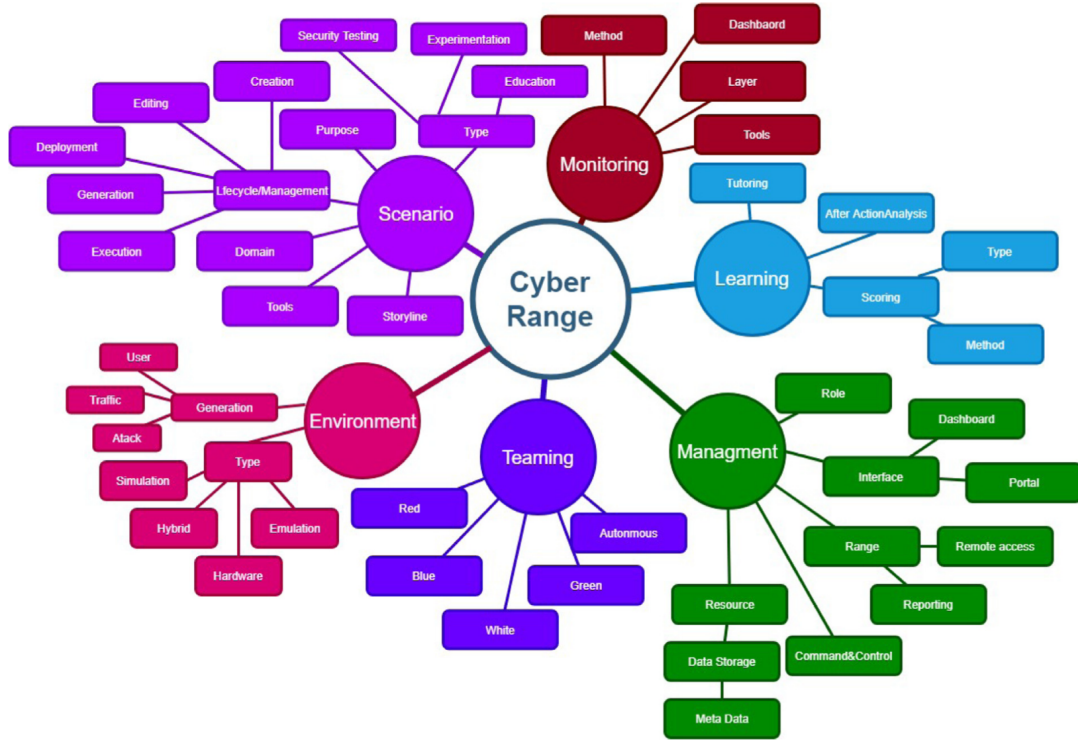 Cyber
Range
Scenario
Security Testing
Experimentation
Education
Type
Purpose
Creation
Editing
Deployment
Generation
Execution
Lfecycle/Management
Domain
Tools
Storyline
Monitoring
Method
Dashbaord
Layer
Tools
Learning
Tutoring
After ActionAnalysis
Scoring
Type
Method
Environment
User
Traffic
Atack
Generation
Type
Simulation
Hybrid
Hardware
Emulation
Teaming
Red
Blue
White
Green
Autonmous
Managment
Role
Interface
Dashboard
Portal
Range
Remote access
Reporting
Command&Control
Resource
Data Storage
Meta Data